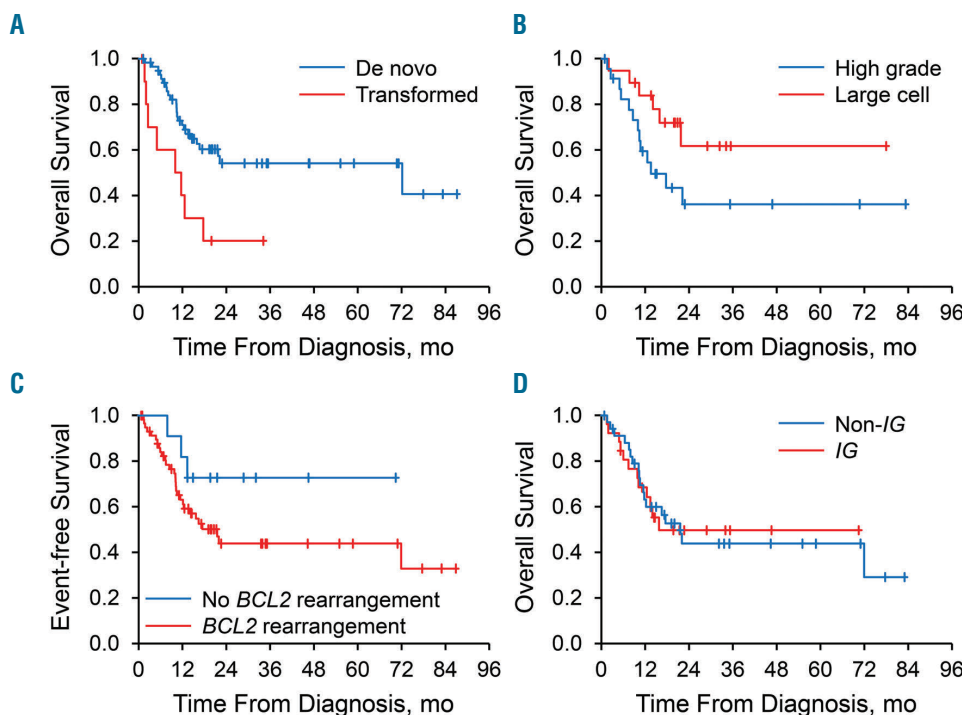 A
Overall Survival
1.0
0.8
0.6
0.4
0.2
0.0
De novo
Transformed
0 12 24 36 48 60 72 84 96
Time From Diagnosis, mo
B
Overall Survival
1.0
0.8
0.6
0.4
0.2
0.0
High grade
Large cell
0 12 24 36 48 60 72 84 96
Time From Diagnosis, mo
C
Event-free Survival
1.0
0.8
0.6
0.4
0.2
0.0
No BCL2 rearrangement
BCL2 rearrangement
0 12 24 36 48 60 72 84 96
Time From Diagnosis, mo
D
Overall Survival
1.0
0.8
0.6
0.4
0.2
0.0
Non-IG
IG
0 12 24 36 48 60 72 84 96
Time From Diagnosis, mo